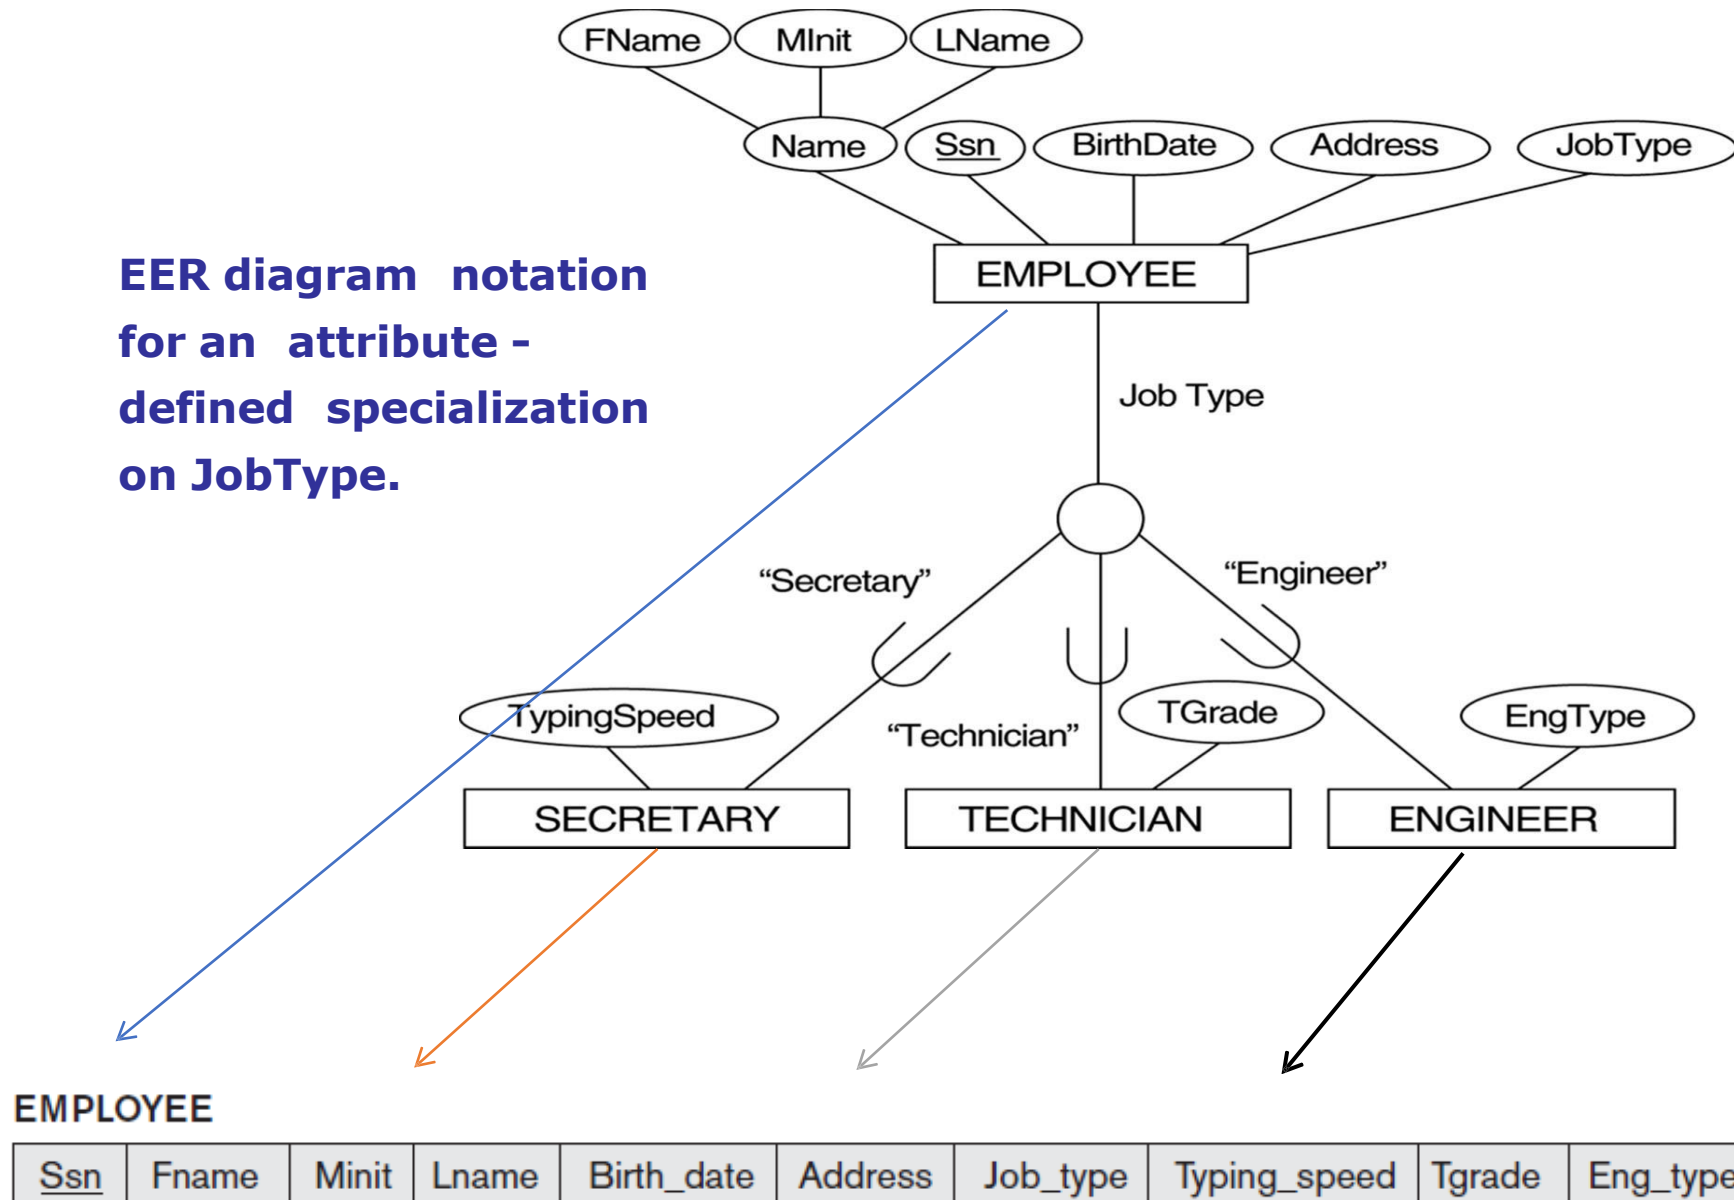 FName MInit LName
Name Ssn BirthDate Address JobType
EMPLOYEE
EER diagram notation
for an attribute -
defined specialization
on JobType.
Job Type
“Secretary” “Engineer”
“Technician”
TypingSpeed TGrade EngType
SECRETARY TECHNICIAN ENGINEER
EMPLOYEE
Ssn Fname Minit Lname Birth_date Address Job_type Typing_speed Tgrade Eng_type